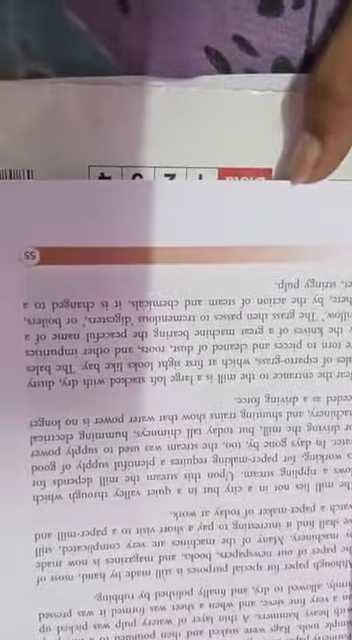 simple tools. Rags were soaked and then pounded to a
with heavy hammers. A thin layer of watery pulp was picked up
on a very fine sieve, and when a sheet was formed it was pressed
firmly, allowed to dry, and finally polished by rubbing.
Although paper for special purposes is still made by hand, most of
the paper of our newspapers, books, and magazines is now made
by machinery. Many of the machines are very complicated, still
we shall find it interesting to pay a short visit to a paper-mill and
watch a paper-maker of today at work.
The mill lies not in a city but in a quiet valley through which
flows a rippling stream. Upon this stream the mill depends for
its working, for paper-making requires a plentiful supply of good
water. In days gone by, too, the stream was used to supply power
for driving the mill, but today tall chimneys, humming electrical
machinery, and shunting trains show that water power is no longer
needed as a driving force.
Near the entrance to the mill is a large loft stacked with dry, dusty
bales of esparto-grass, which at first sight looks like hay. The bales
are torn to pieces and cleaned of dust, roots, and other impurities
by the knives of a great machine bearing the peaceful name of a
'willow'. The grass then passes to tremendous 'digesters', or boilers,
where, by the action of steam and chemicals, it is changed to a
wet, stringy pulp.
55
1 2 3 4